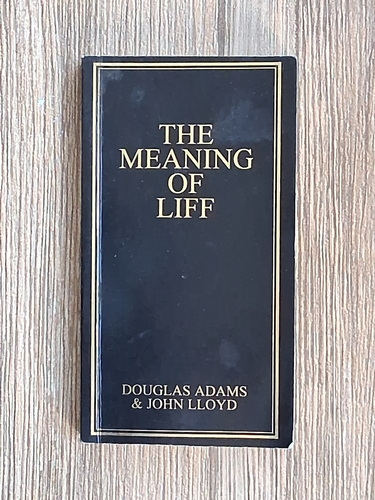 THE
MEANING
OF
LIFF
DOUGLAS ADAMS
& JOHN LLOYD